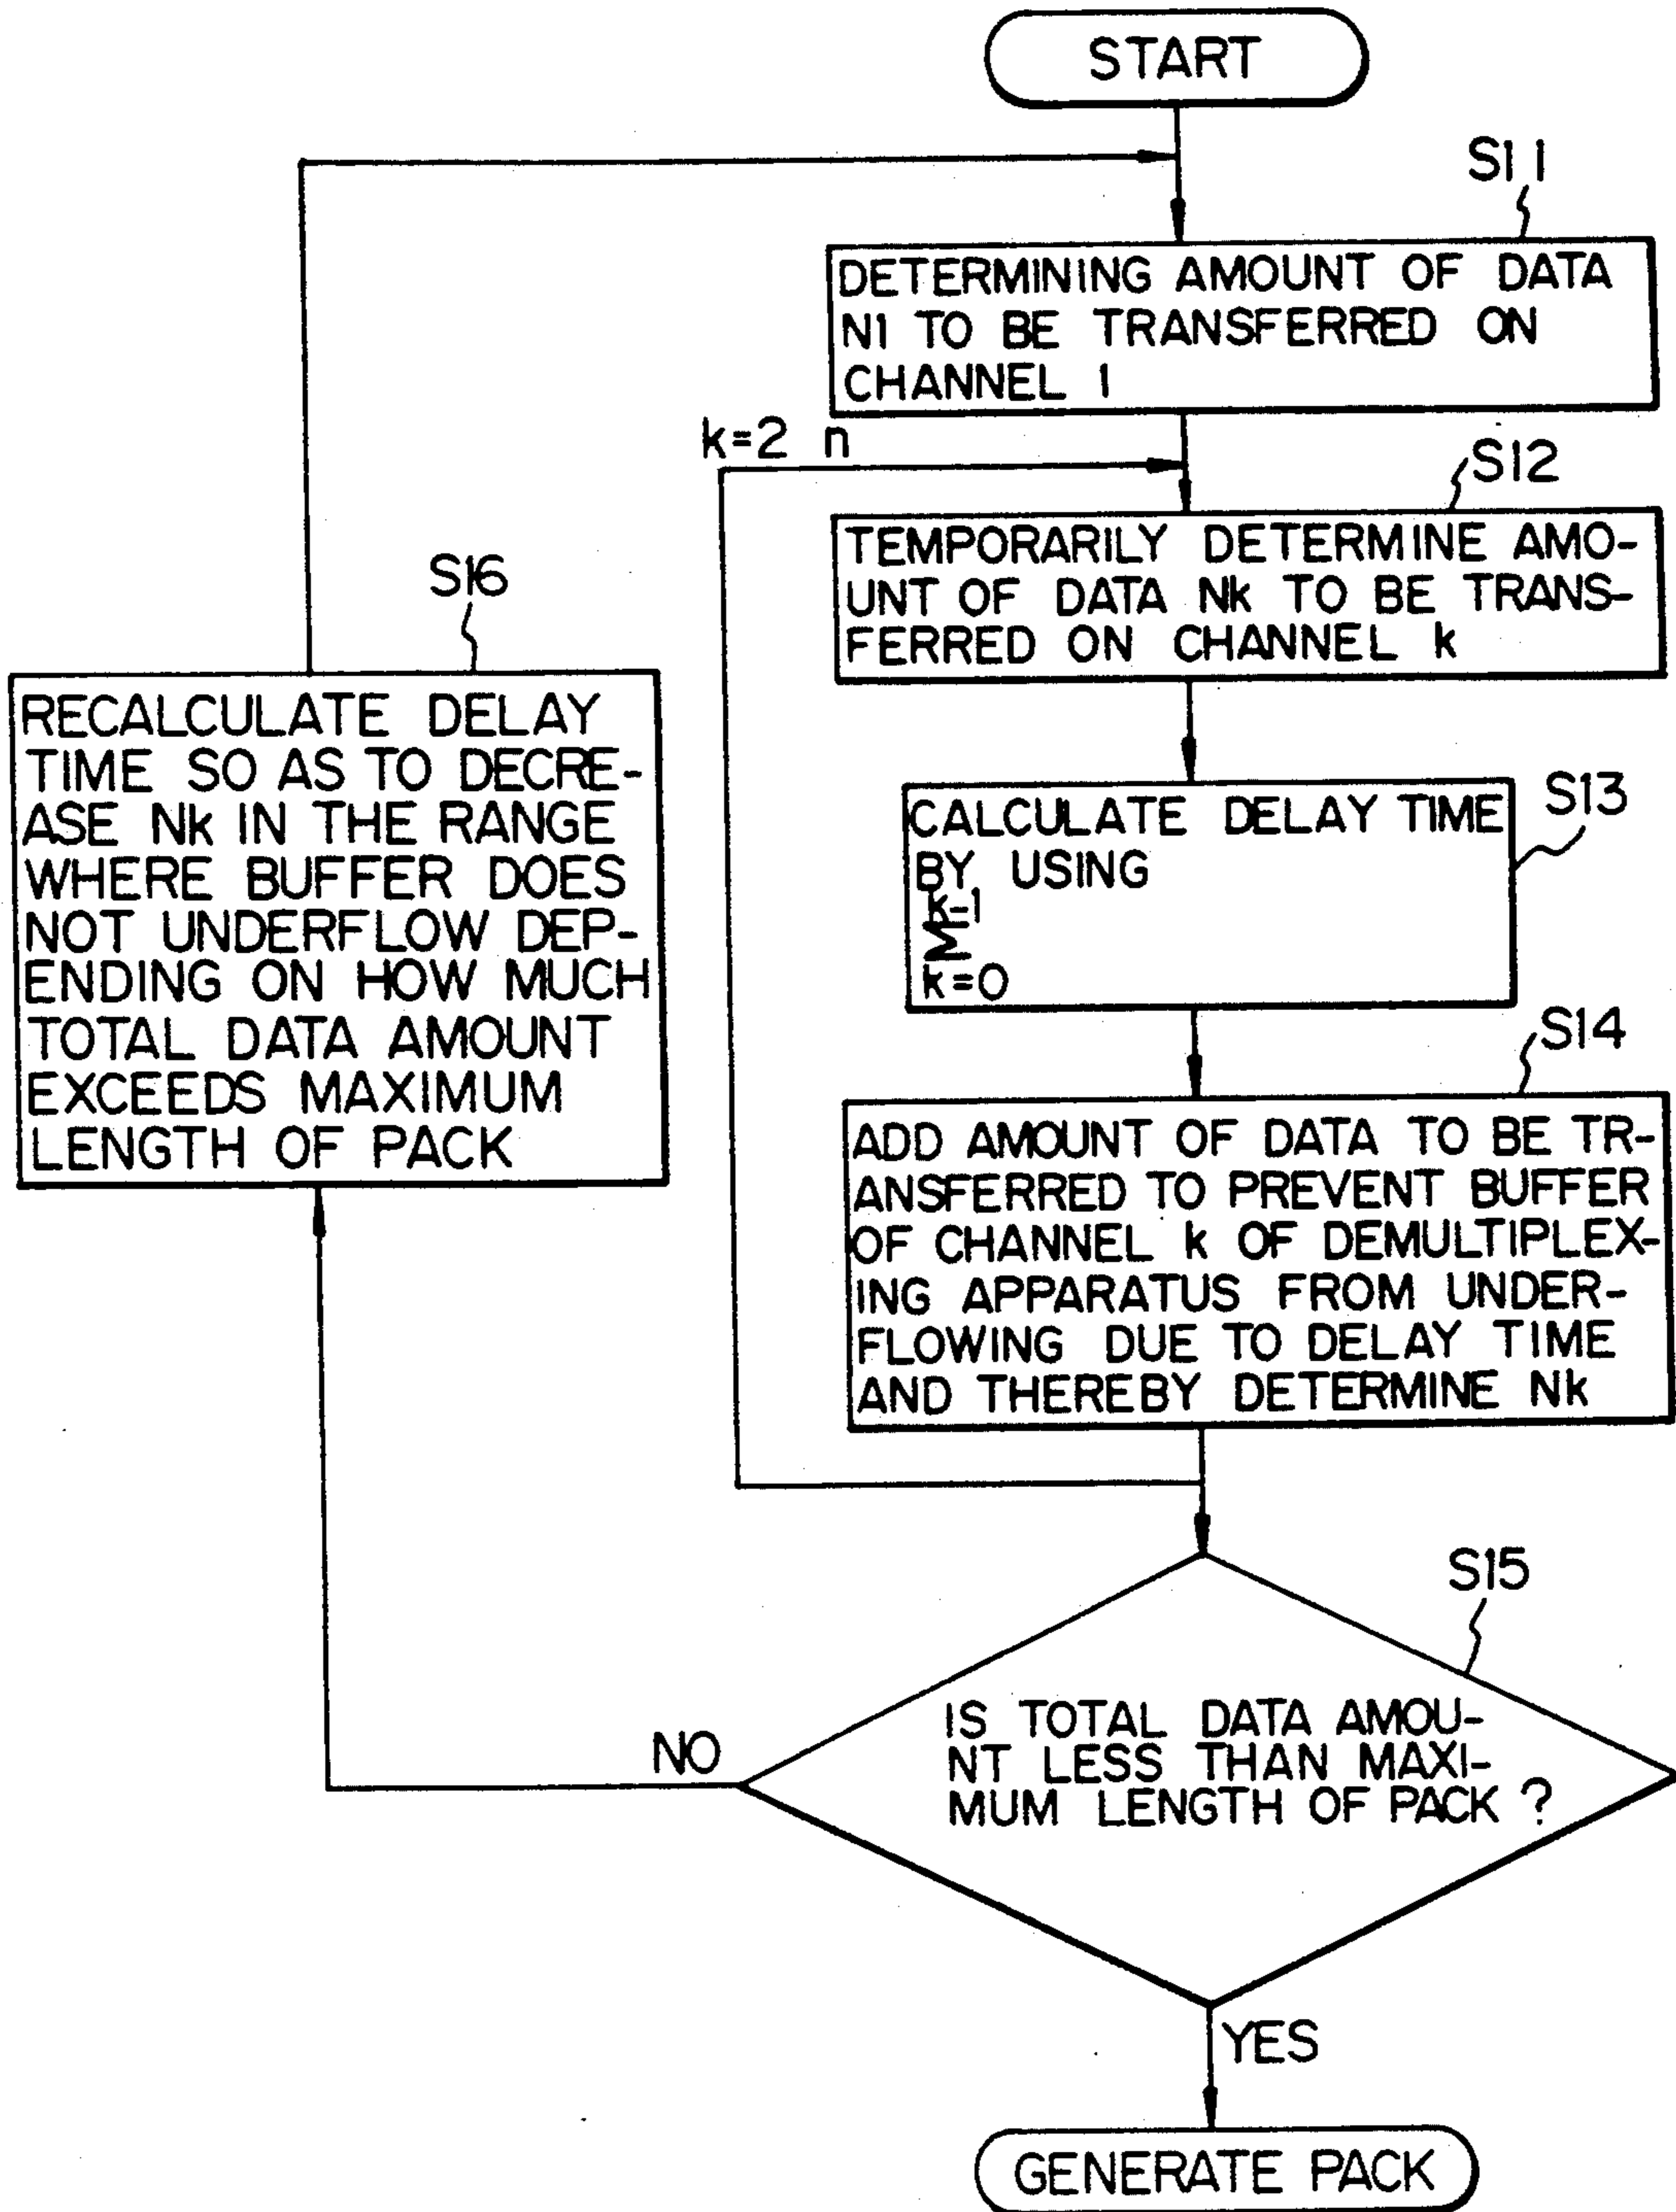 START
S11
DETERMINING AMOUNT OF DATA
N1 TO BE TRANSFERRED ON
CHANNEL 1
k=2 n
S12
TEMPORARILY DETERMINE AMO-
UNT OF DATA Nk TO BE TRANS-
FERRED ON CHANNEL k
S13
CALCULATE DELAY TIME
BY USING
k-1
Σ
k=0
S14
ADD AMOUNT OF DATA TO BE TR-
ANSFERRED TO PREVENT BUFFER
OF CHANNEL k OF DEMULTIPLEX-
ING APPARATUS FROM UNDER-
FLOWING DUE TO DELAY TIME
AND THEREBY DETERMINE Nk
S15
IS TOTAL DATA AMOU-
NT LESS THAN MAXI-
MUM LENGTH OF PACK ?
NO
YES
S16
RECALCULATE DELAY
TIME SO AS TO DECRE-
ASE Nk IN THE RANGE
WHERE BUFFER DOES
NOT UNDERFLOW DEP-
ENDING ON HOW MUCH
TOTAL DATA AMOUNT
EXCEEDS MAXIMUM
LENGTH OF PACK
GENERATE PACK